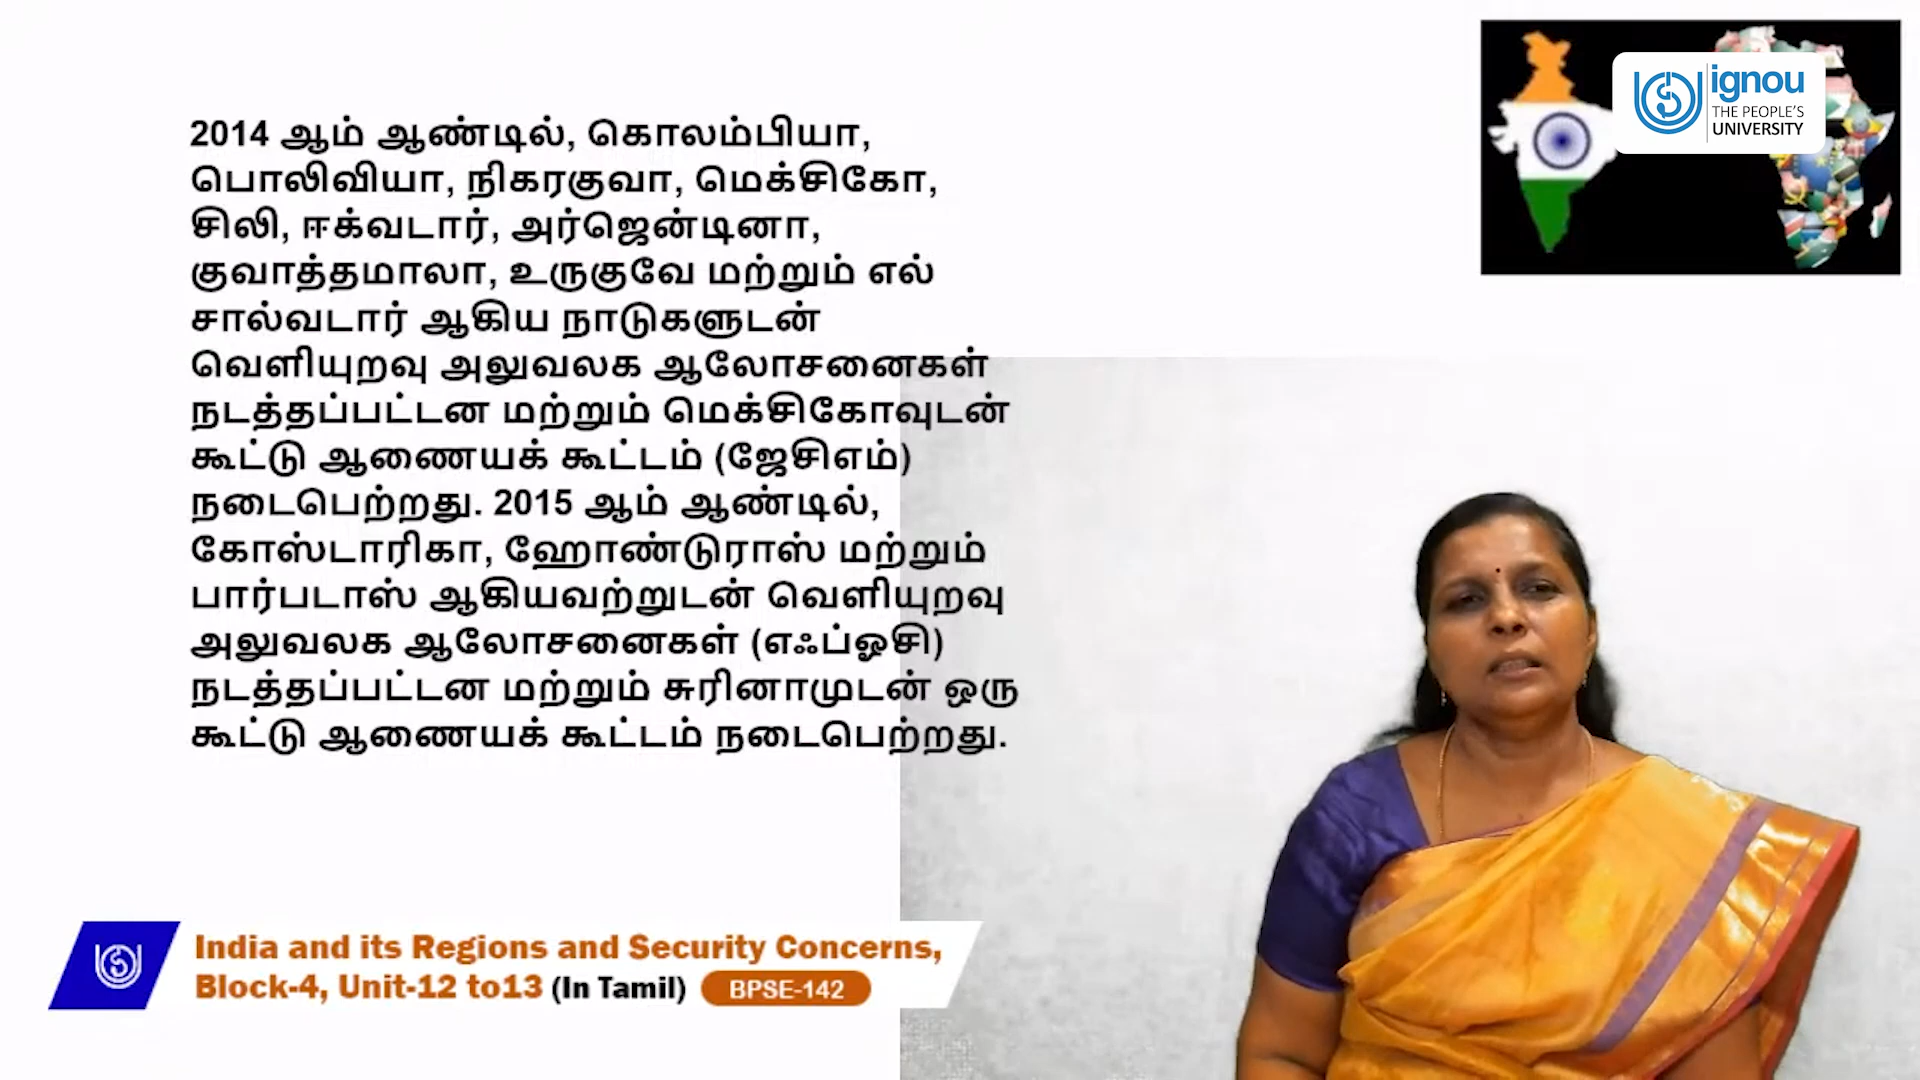 2014 ஆம் ஆண்டில், கொலம்பியா,
பொலிவியா, நிகரகுவா, மெக்சிகோ,
சிலி, ஈக்வடார், அர்ஜென்டினா,
குவாத்தமாலா, உருகுவே மற்றும் எல்
சால்வடார் ஆகிய நாடுகளுடன்
வெளியுறவு அலுவலக ஆலோசனைகள்
நடத்தப்பட்டன மற்றும் மெக்சிகோவுடன்
கூட்டு ஆணையக் கூட்டம் (ஜேசிஎம்)
நடைபெற்றது. 2015 ஆம் ஆண்டில்,
கோஸ்டாரிகா, ஹோண்டுராஸ் மற்றும்
பார்படாஸ் ஆகியவற்றுடன் வெளியுறவு
அலுவலக ஆலோசனைகள் (எஃப்ஓசி)
நடத்தப்பட்டன மற்றும் சுரினாமுடன் ஒரு
கூட்டு ஆணையக் கூட்டம் நடைபெற்றது.
ignou
THE PEOPLE'S
UNIVERSITY
India and its Regions and Security Concerns,
Block-4, Unit-12 to13 (In Tamil) BPSE-142